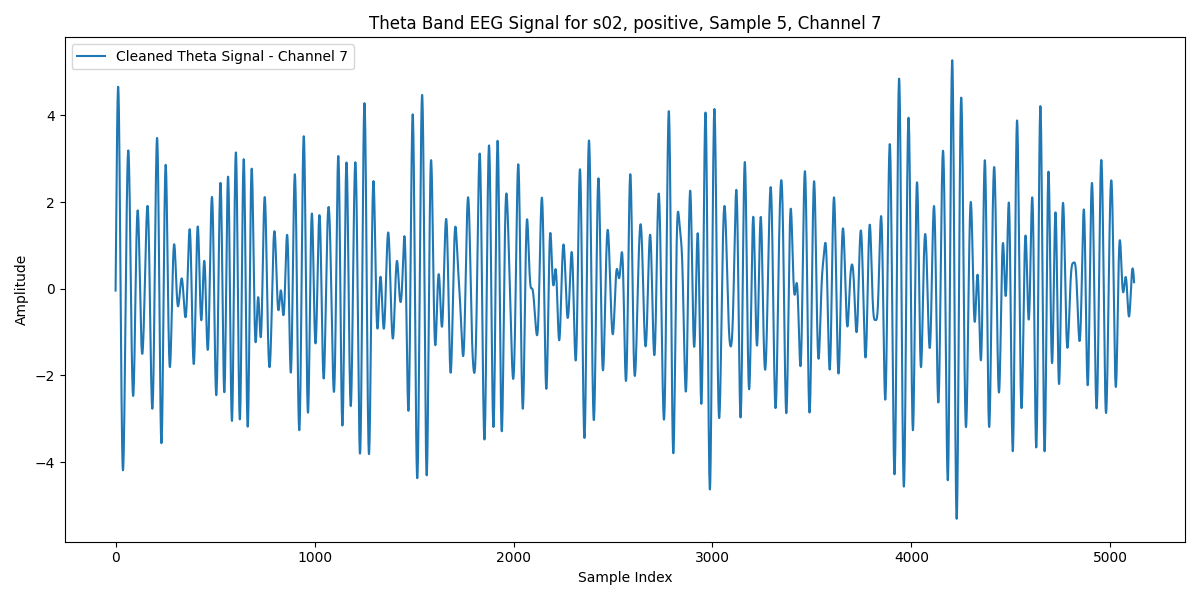 Theta Band EEG Signal for s02, positive, Sample 5, Channel 7
Cleaned Theta Signal - Channel 7
Amplitude
4
2
0
−2
−4
0 1000 2000 3000 4000 5000
Sample Index